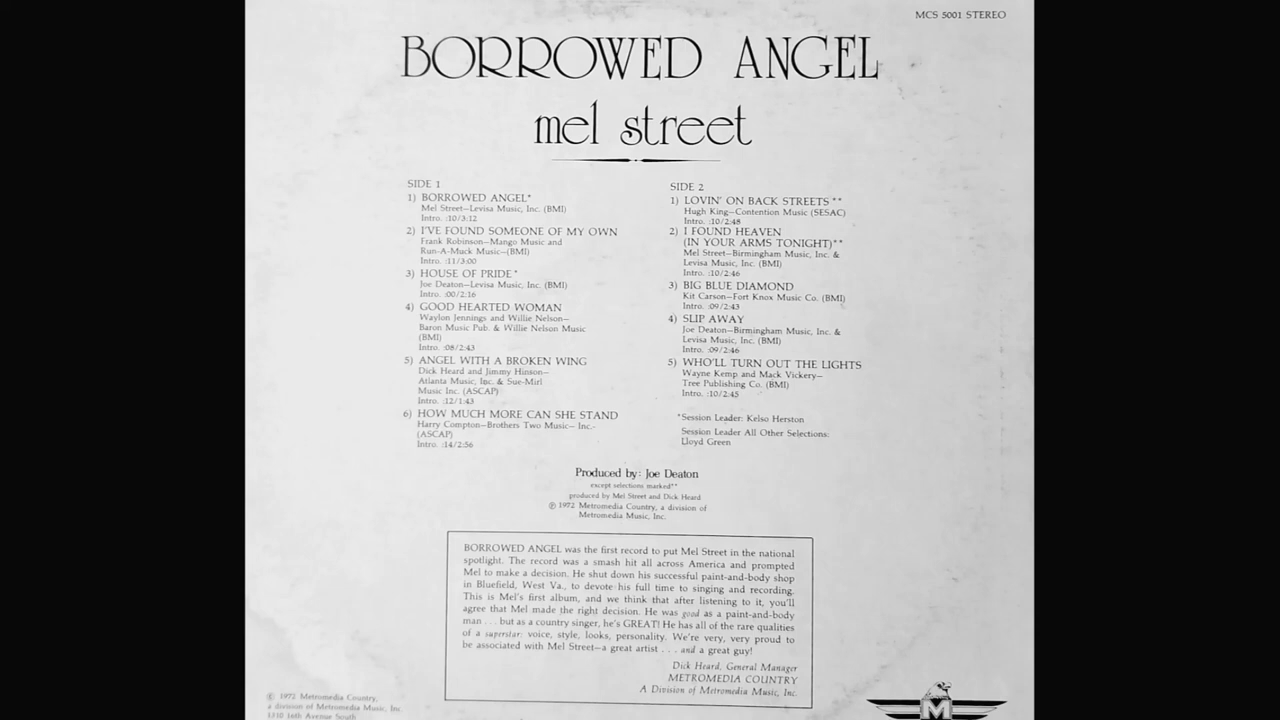 MCS 5001 STEREO
BORROWED ANGEL
mel street
SIDE 1
1) BORROWED ANGEL*
Mel Street—Levisa Music, Inc. (BMI)
Intro. :10/3:12
2) I'VE FOUND SOMEONE OF MY OWN
Frank Robinson—Mango Music and
Run-A-Muck Music—(BMI)
Intro. :11/3:00
3) HOUSE OF PRIDE*
Joe Deaton—Levisa Music, Inc. (BMI)
Intro. :00/2:16
4) GOOD HEARTED WOMAN
Waylon Jennings and Willie Nelson—
Baron Music Pub. & Willie Nelson Music
(BMI)
Intro. :08/2:43
5) ANGEL WITH A BROKEN WING
Dick Heard and Jimmy Hinson—
Atlanta Music, Inc. & Sue-Mirl
Music Inc. (ASCAP)
Intro. :12/1:43
6) HOW MUCH MORE CAN SHE STAND
Harry Compton—Brothers Two Music— Inc.-
(ASCAP)
Intro. :14/2:56
SIDE 2
1) LOVIN' ON BACK STREETS**
Hugh King—Contention Music (SESAC)
Intro. :10/2:48
2) I FOUND HEAVEN
(IN YOUR ARMS TONIGHT)**
Mel Street—Birmingham Music, Inc. &
Levisa Music, Inc. (BMI)
Intro. :10/2:46
3) BIG BLUE DIAMOND
Kit Carson—Fort Knox Music Co. (BMI)
Intro. :09/2:43
4) SLIP AWAY
Joe Deaton—Birmingham Music, Inc. &
Levisa Music, Inc. (BMI)
Intro. :09/2:46
5) WHO'LL TURN OUT THE LIGHTS
Wayne Kemp and Mack Vickery—
Tree Publishing Co. (BMI)
Intro. :10/2:45
*Session Leader: Kelso Herston
Session Leader All Other Selections:
Lloyd Green
Produced by: Joe Deaton
except selections marked**
produced by Mel Street and Dick Heard
℗ 1972 Metromedia Country, a division of
Metromedia Music, Inc.
BORROWED ANGEL was the first record to put Mel Street in the national
spotlight. The record was a smash hit all across America and prompted
Mel to make a decision. He shut down his successful paint-and-body shop
in Bluefield, West Va., to devote his full time to singing and recording.
This is Mel's first album, and we think that after listening to it, you'll
agree that Mel made the right decision. He was good as a paint-and-body
man . . . but as a country singer, he's GREAT! He has all of the rare qualities
of a superstar: voice, style, looks, personality. We're very, very proud to
be associated with Mel Street—a great artist . . . and a great guy!
Dick Heard, General Manager
METROMEDIA COUNTRY
A Division of Metromedia Music, Inc.
© 1972 Metromedia Country,
a division of Metromedia Music, Inc.
1310 16th Avenue South
M